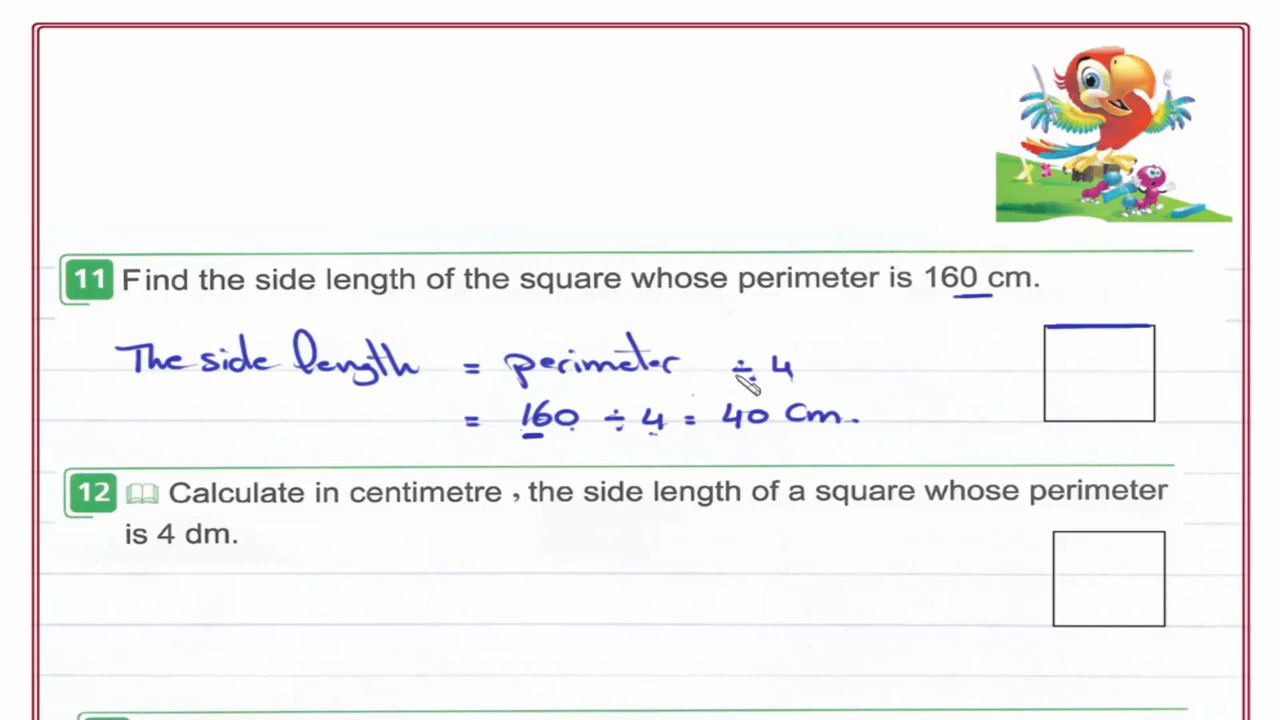 11 Find the side length of the square whose perimeter is 160 cm.
The side length = perimeter ÷ 4
= 160 ÷ 4 = 40 Cm.
12 Calculate in centimetre , the side length of a square whose perimeter
is 4 dm.